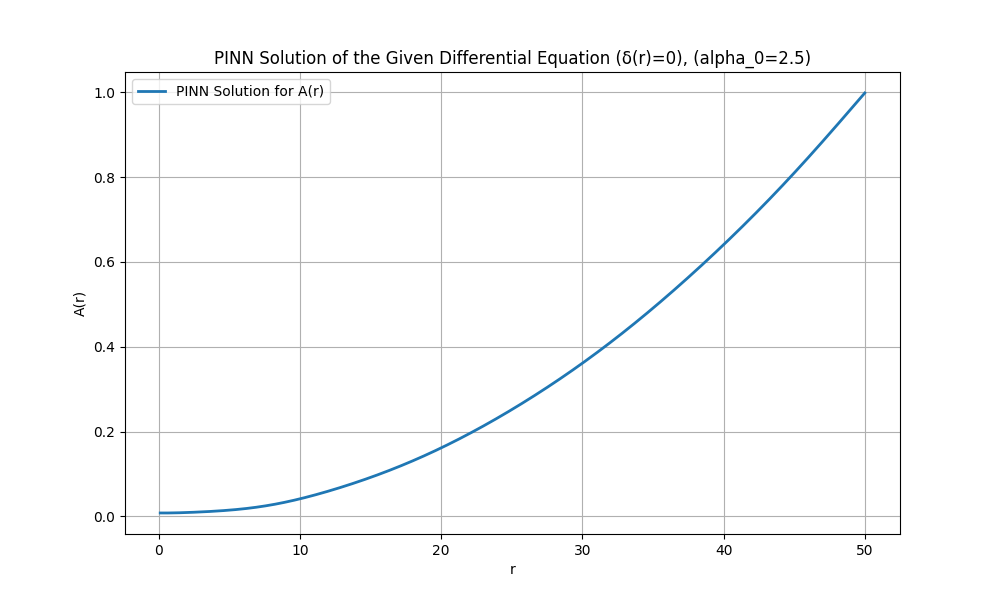 PINN Solution of the Given Differential Equation (δ(r)=0), (alpha_0=2.5)
PINN Solution for A(r)
1.0
0.8
0.6
0.4
0.2
0.0
A(r)
0 10 20 30 40 50
r